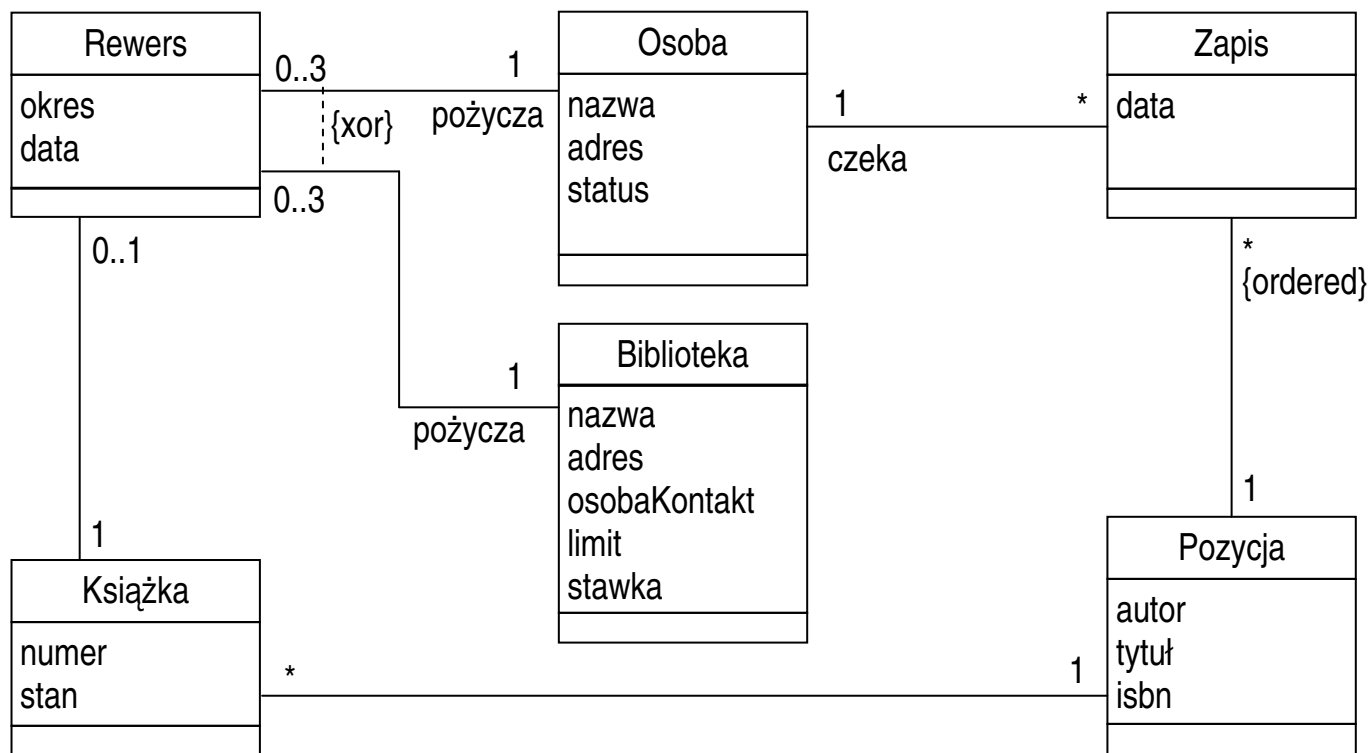 Rewers
okres
data
0..3
{xor}
0..3
1
pożycza
Osoba
nazwa
adres
status
1
czeka
*
Zapis
data
*
{ordered}
0..1
1
pożycza
Biblioteka
nazwa
adres
osobaKontakt
limit
stawka
1
Książka
numer
stan
*
1
1
Pozycja
autor
tytuł
isbn